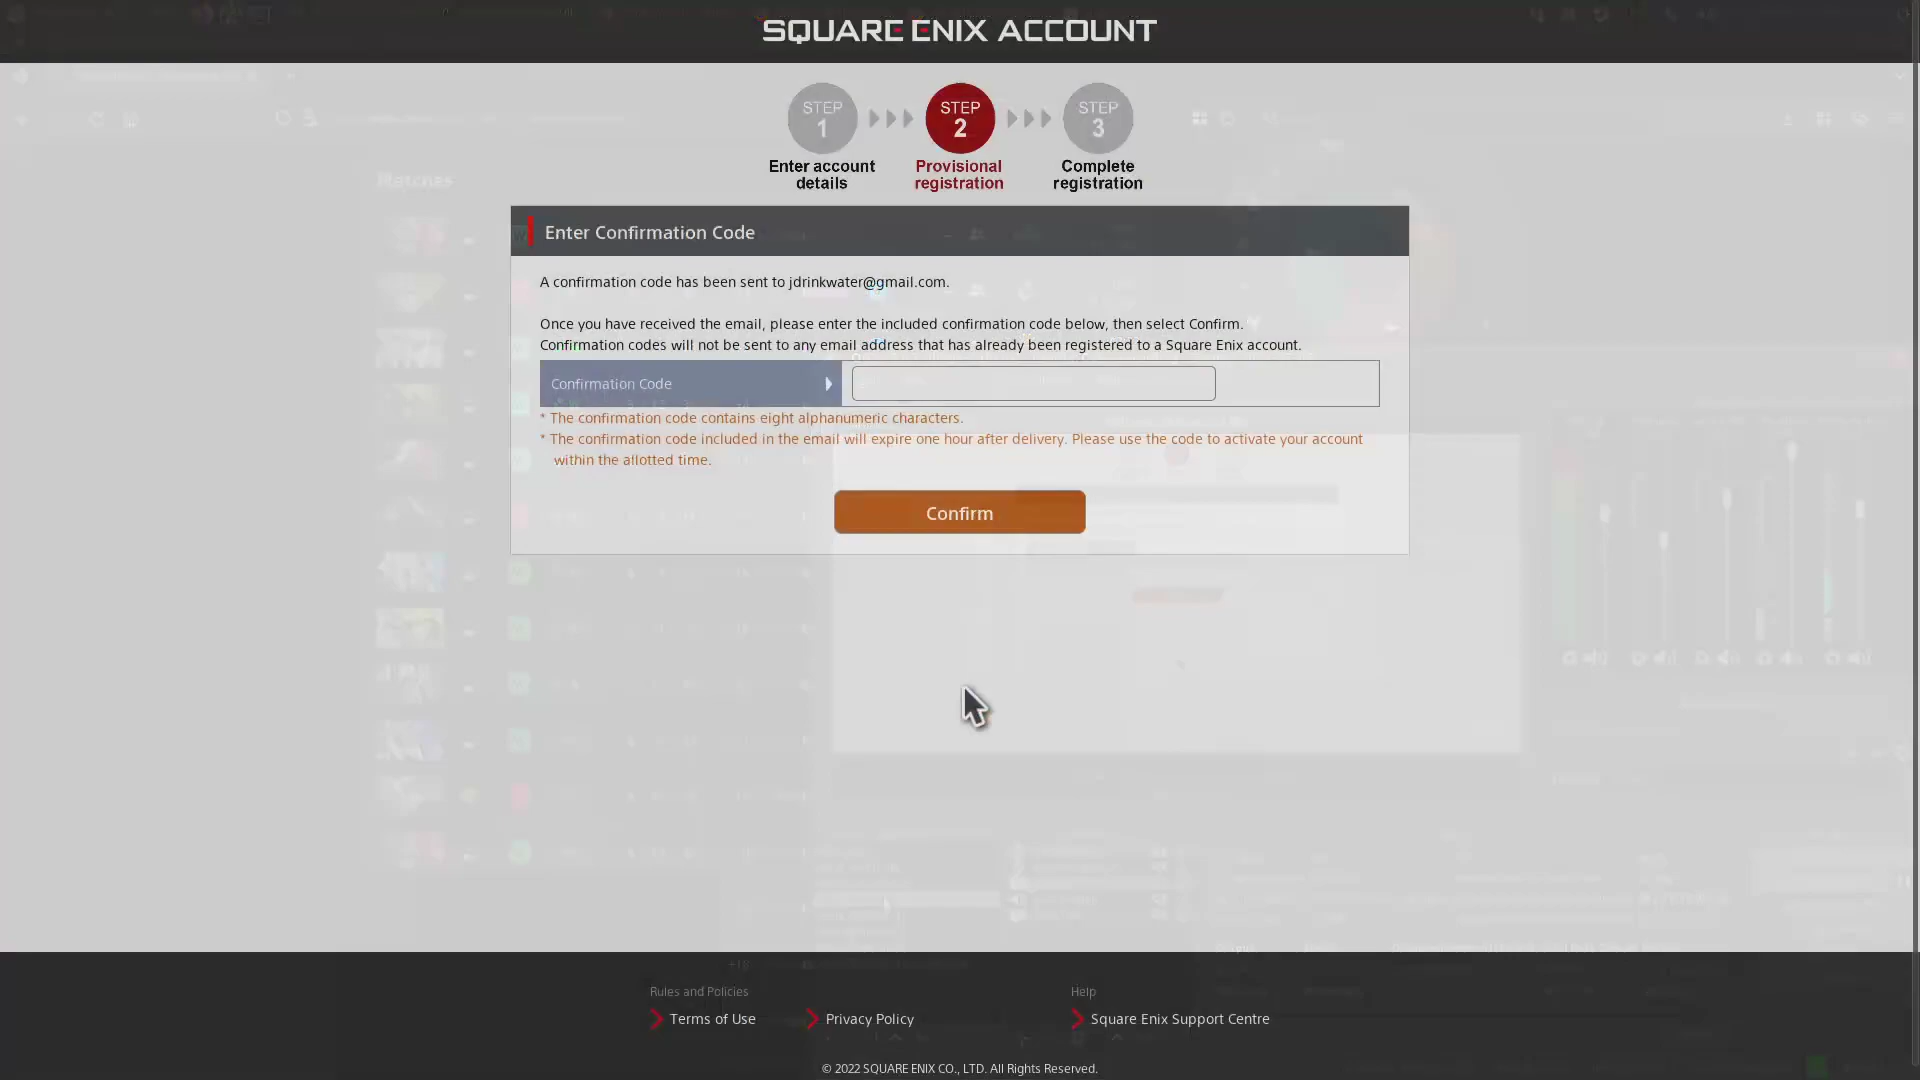 SQUARE ENIX ACCOUNT
STEP
1
STEP
2
STEP
3
Enter account
details
Provisional
registration
Complete
registration
Matches
Enter Confirmation Code
A confirmation code has been sent to jdrinkwater@gmail.com.
Once you have received the email, please enter the included confirmation code below, then select Confirm.
Confirmation codes will not be sent to any email address that has already been registered to a Square Enix account.
Confirmation Code
* The confirmation code contains eight alphanumeric characters.
* The confirmation code included in the email will expire one hour after delivery. Please use the code to activate your account
within the allotted time.
Confirm
+18
Rules and Policies
Help
Terms of Use
Privacy Policy
Square Enix Support Centre
© 2022 SQUARE ENIX CO., LTD. All Rights Reserved.